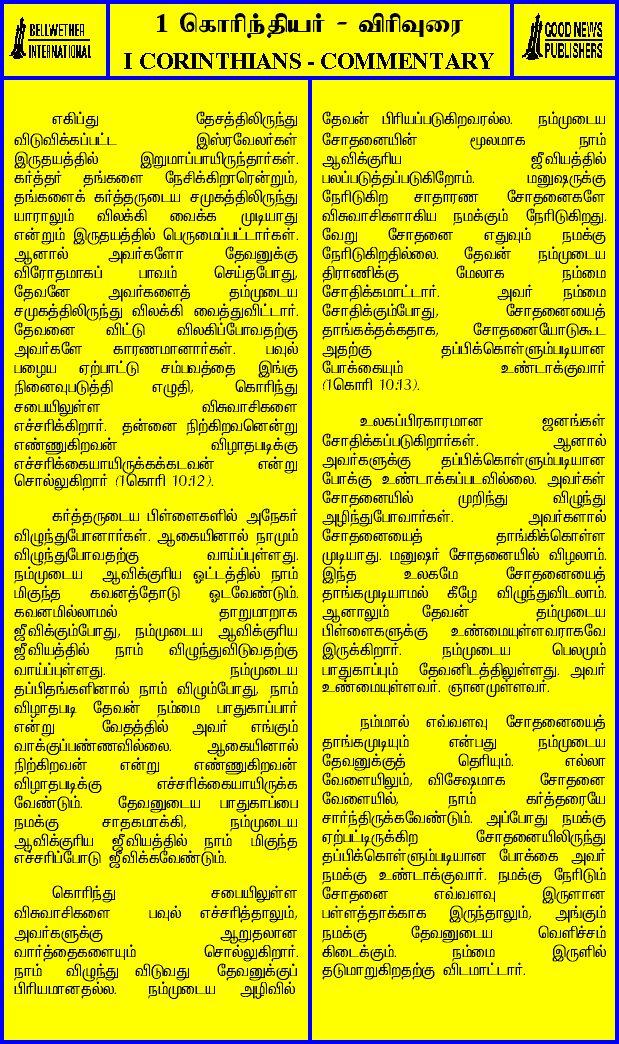 BELLWETHER
INTERNATIONAL
1 கொரிந்தியர் - விரிவுரை
I CORINTHIANS - COMMENTARY
GOOD NEWS
PUBLISHERS
எகிப்து தேசத்திலிருந்து
விடுவிக்கப்பட்ட இஸ்ரவேலர்கள்
இருதயத்தில் இறுமாப்பாயிருந்தார்கள்.
கர்த்தர் தங்களை நேசிக்கிறாரென்றும்,
தங்களைக் கர்த்தருடைய சமுகத்திலிருந்து
யாராலும் விலக்கி வைக்க முடியாது
என்றும் இருதயத்தில் பெருமைப்பட்டார்கள்.
ஆனால் அவர்களோ தேவனுக்கு
விரோதமாகப் பாவம் செய்தபோது,
தேவனே அவர்களைத் தம்முடைய
சமுகத்திலிருந்து விலக்கி வைத்துவிட்டார்.
தேவனை விட்டு விலகிப்போவதற்கு
அவர்களே காரணமானார்கள். பவுல்
பழைய ஏற்பாட்டு சம்பவத்தை இங்கு
நினைவுபடுத்தி எழுதி, கொரிந்து
சபையிலுள்ள விசுவாசிகளை
எச்சரிக்கிறார். தன்னை நிற்கிறவனென்று
எண்ணுகிறவன் விழாதபடிக்கு
எச்சரிக்கையாயிருக்கக்கடவன் என்று
சொல்லுகிறார் (1கொரி 10:12).
கர்த்தருடைய பிள்ளைகளில் அநேகர்
விழுந்துபோனார்கள். ஆகையினால் நாமும்
விழுந்துபோவதற்கு வாய்ப்புள்ளது.
நம்முடைய ஆவிக்குரிய ஓட்டத்தில் நாம்
மிகுந்த கவனத்தோடு ஓடவேண்டும்.
கவனமில்லாமல் தாறுமாறாக
ஜீவிக்கும்போது, நம்முடைய ஆவிக்குரிய
ஜீவியத்தில் நாம் விழுந்துவிடுவதற்கு
வாய்ப்புள்ளது. நம்முடைய
தப்பிதங்களினால் நாம் விழும்போது, நாம்
விழாதபடி தேவன் நம்மை பாதுகாப்பார்
என்று வேதத்தில் அவர் எங்கும்
வாக்குப்பண்ணவில்லை. ஆகையினால்
நிற்கிறவன் என்று எண்ணுகிறவன்
விழாதபடிக்கு எச்சரிக்கையாயிருக்க
வேண்டும். தேவனுடைய பாதுகாப்பை
நமக்கு சாதகமாக்கி, நம்முடைய
ஆவிக்குரிய ஜீவியத்தில் நாம் மிகுந்த
எச்சரிப்போடு ஜீவிக்கவேண்டும்.
கொரிந்து சபையிலுள்ள
விசுவாசிகளை பவுல் எச்சரித்தாலும்,
அவர்களுக்கு ஆறுதலான
வார்த்தைகளையும் சொல்லுகிறார்.
நாம் விழுந்து விடுவது தேவனுக்குப்
பிரியமானதல்ல. நம்முடைய அழிவில்
தேவன் பிரியப்படுகிறவரல்ல. நம்முடைய
சோதனையின் மூலமாக நாம்
ஆவிக்குரிய ஜீவியத்தில்
பலப்படுத்தப்படுகிறோம். மனுஷருக்கு
நேரிடுகிற சாதாரண சோதனைகளே
விசுவாசிகளாகிய நமக்கும் நேரிடுகிறது.
வேறு சோதனை எதுவும் நமக்கு
நேரிடுகிறதில்லை. தேவன் நம்முடைய
திராணிக்கு மேலாக நம்மை
சோதிக்கமாட்டார். அவர் நம்மை
சோதிக்கும்போது, சோதனையைத்
தாங்கத்தக்கதாக, சோதனையோடுகூட
அதற்கு தப்பிக்கொள்ளும்படியான
போக்கையும் உண்டாக்குவார்
(1கொரி 10:13).
உலகப்பிரகாரமான ஜனங்கள்
சோதிக்கப்படுகிறார்கள். ஆனால்
அவர்களுக்கு தப்பிக்கொள்ளும்படியான
போக்கு உண்டாக்கப்படவில்லை. அவர்கள்
சோதனையில் முறிந்து விழுந்து
அழிந்துபோவார்கள். அவர்களால்
சோதனையைத் தாங்கிக்கொள்ள
முடியாது. மனுஷர் சோதனையில் விழலாம்.
இந்த உலகமே சோதனையைத்
தாங்கமுடியாமல் கீழே விழுந்துவிடலாம்.
ஆனாலும் தேவன் தம்முடைய
பிள்ளைகளுக்கு உண்மையுள்ளவராகவே
இருக்கிறார். நம்முடைய பெலமும்
பாதுகாப்பும் தேவனிடத்திலுள்ளது. அவர்
உண்மையுள்ளவர். ஞானமுள்ளவர்.
நம்மால் எவ்வளவு சோதனையைத்
தாங்கமுடியும் என்பது நம்முடைய
தேவனுக்குத் தெரியும். எல்லா
வேளையிலும், விசேஷமாக சோதனை
வேளையில், நாம் கர்த்தரையே
சார்ந்திருக்கவேண்டும். அப்போது நமக்கு
ஏற்பட்டிருக்கிற சோதனையிலிருந்து
தப்பிக்கொள்ளும்படியான போக்கை அவர்
நமக்கு உண்டாக்குவார். நமக்கு நேரிடும்
சோதனை எவ்வளவு இருளான
பள்ளத்தாக்காக இருந்தாலும், அங்கும்
நமக்கு தேவனுடைய வெளிச்சம்
கிடைக்கும். நம்மை இருளில்
தடுமாறுகிறதற்கு விடமாட்டார்.